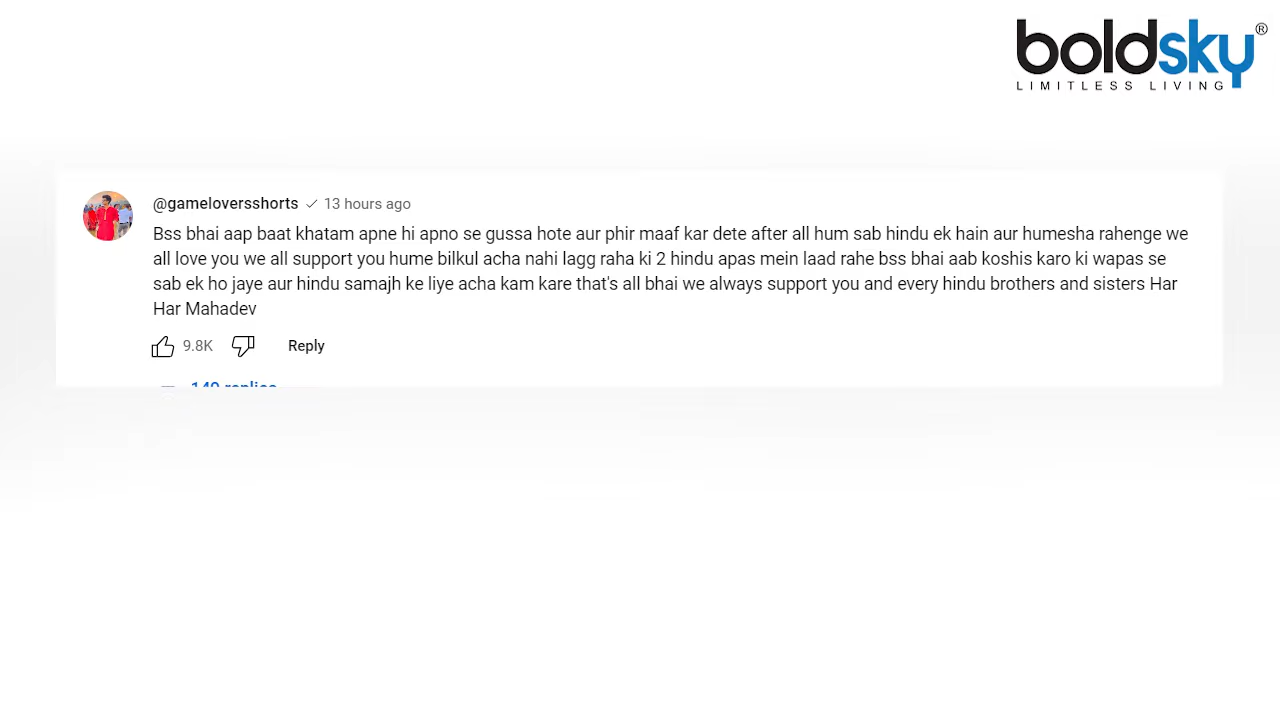 boldsky®
LIMITLESS LIVING
@gameloversshorts ✓ 13 hours ago
Bss bhai aap baat khatam apne hi apno se gussa hote aur phir maaf kar dete after all hum sab hindu ek hain aur humesha rahenge we
all love you we all support you hume bilkul acha nahi lagg raha ki 2 hindu apas mein laad rahe bss bhai aab koshis karo ki wapas se
sab ek ho jaye aur hindu samajh ke liye acha kam kare that's all bhai we always support you and every hindu brothers and sisters Har
Har Mahadev
9.8K Reply
replies